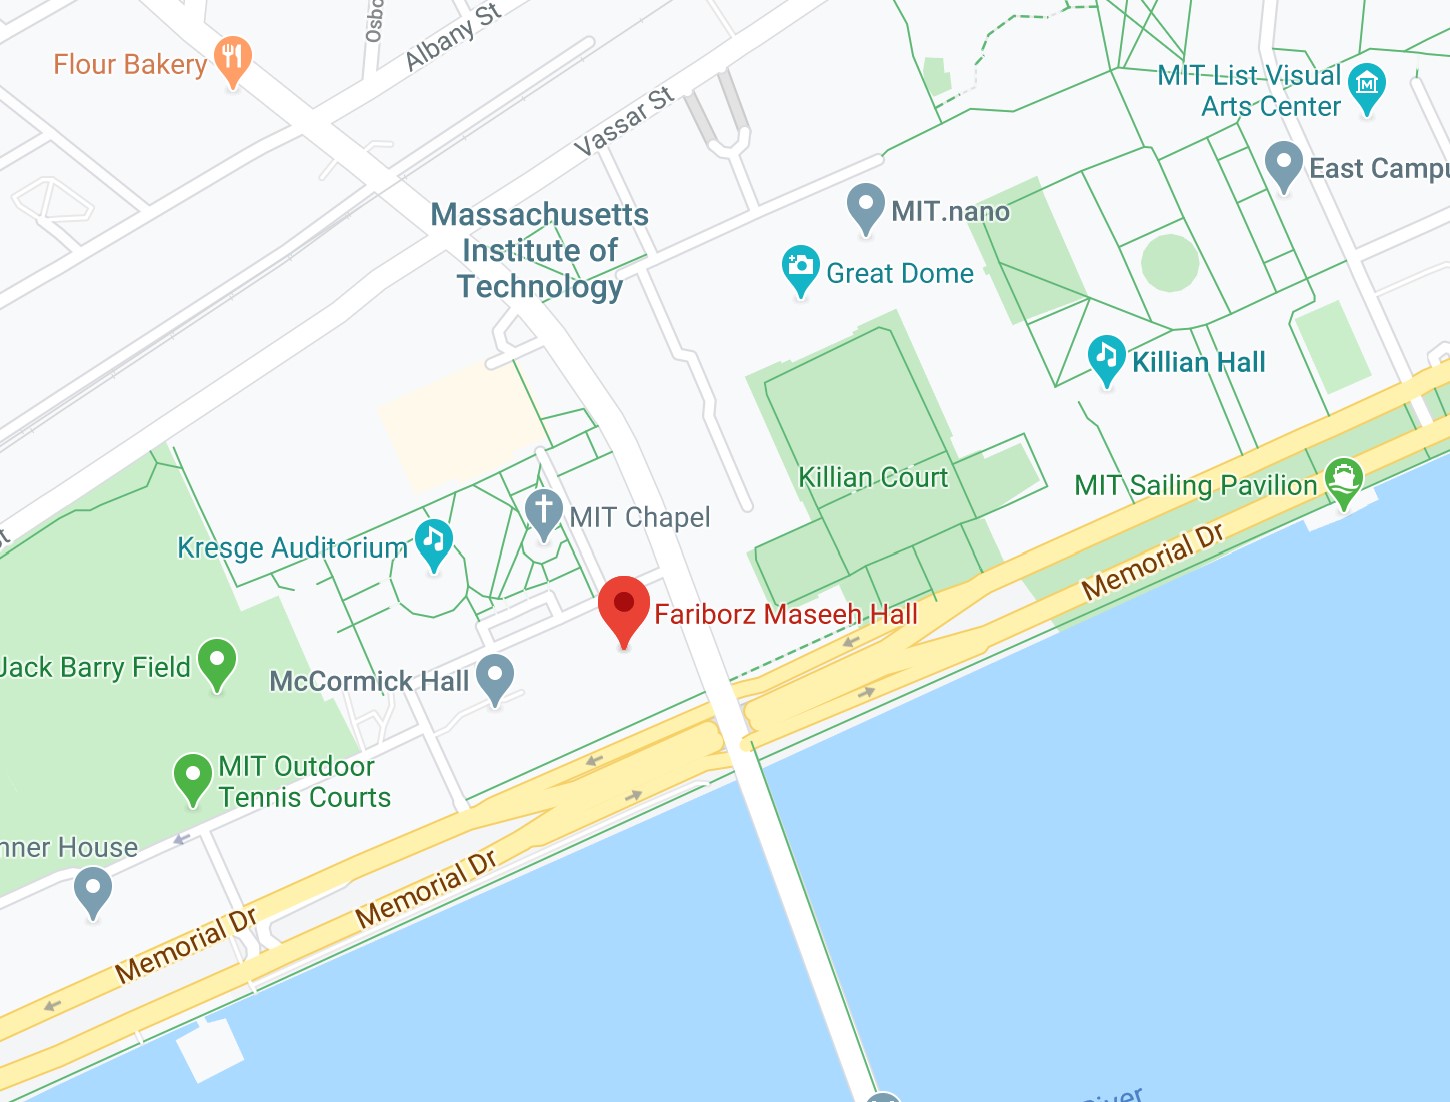 Osbo
Albany St
Flour Bakery
Vassar St
MIT List Visual
Arts Center
East Campu
Massachusetts
Institute of
Technology
MIT.nano
Great Dome
Killian Hall
Killian Court
MIT Sailing Pavilion
MIT Chapel
Kresge Auditorium
Memorial Dr
Fariborz Maseeh Hall
Jack Barry Field
McCormick Hall
MIT Outdoor
Tennis Courts
nner House
Memorial Dr
Memorial Dr
River